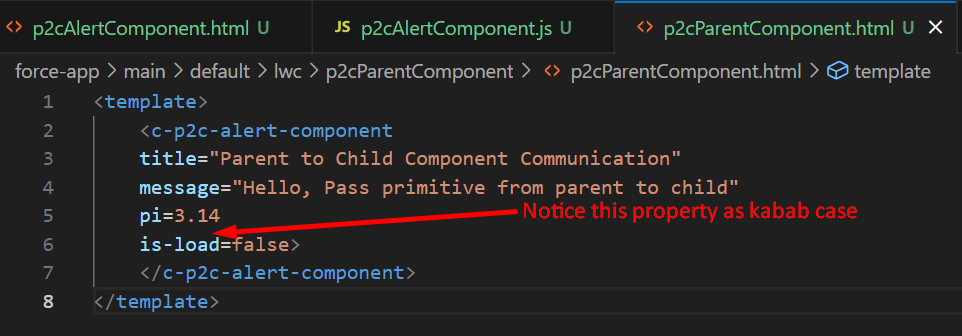 <> p2cAlertComponent.html U JS p2cAlertComponent.js U <> p2cParentComponent.html U ×
force-app > main > default > lwc > p2cParentComponent > <> p2cParentComponent.html > template
1 <template>
2 <c-p2c-alert-component
3 title="Parent to Child Component Communication"
4 message="Hello, Pass primitive from parent to child"
5 pi=3.14
Notice this property as kabab case
6 is-load=false>
7 </c-p2c-alert-component>
8 </template>